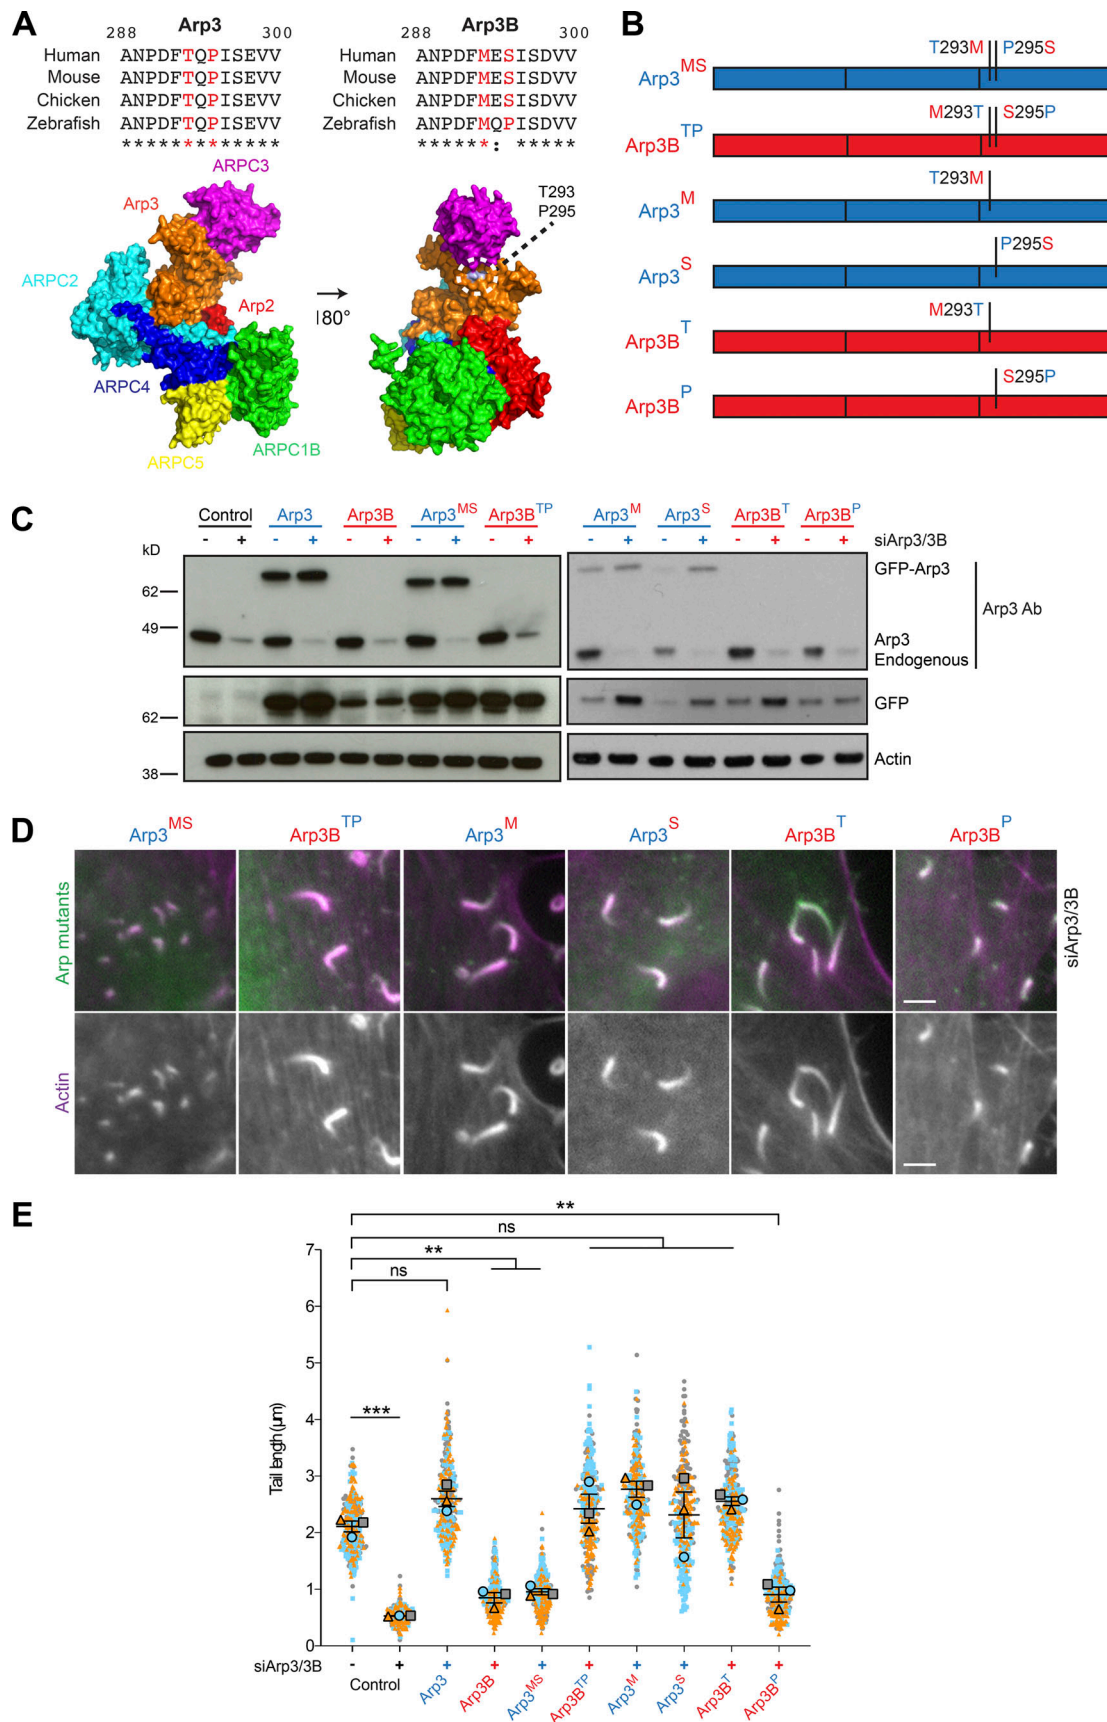 A
Arp3
288 300
Human ANPDFTQPISEVV
Mouse ANPDFTQPISEVV
Chicken ANPDFTQPISEVV
Zebrafish ANPDFTQPISEVV
*************
Arp3B
288 300
Human ANPDFMESISDVV
Mouse ANPDFMESISDVV
Chicken ANPDFMESISDVV
Zebrafish ANPDFMQPISDVV
******: *****
ARPC3
Arp3
ARPC2
Arp2
ARPC4
ARPC5
ARPC1B
180°
T293
P295
B
T293M P295S
Arp3MS
M293T S295P
Arp3BTP
T293M
Arp3M
P295S
Arp3S
M293T
Arp3BT
S295P
Arp3BP
C
Control Arp3 Arp3B Arp3MS Arp3BTP Arp3M Arp3S Arp3BT Arp3BP
- + - + - + - + - + - + - + - + - + siArp3/3B
kD
62
49
62
38
GFP-Arp3
Arp3
Endogenous
Arp3 Ab
GFP
Actin
D
Arp3MS Arp3BTP Arp3M Arp3S Arp3BT Arp3BP
Arp mutants
Actin
siArp3/3B
E
**
ns
**
ns
***
7
6
5
4
3
2
1
0
Tail length (µm)
siArp3/3B - + + + + + + + + +
Control Arp3 Arp3B Arp3MS Arp3BTP Arp3M Arp3S Arp3BT Arp3BP